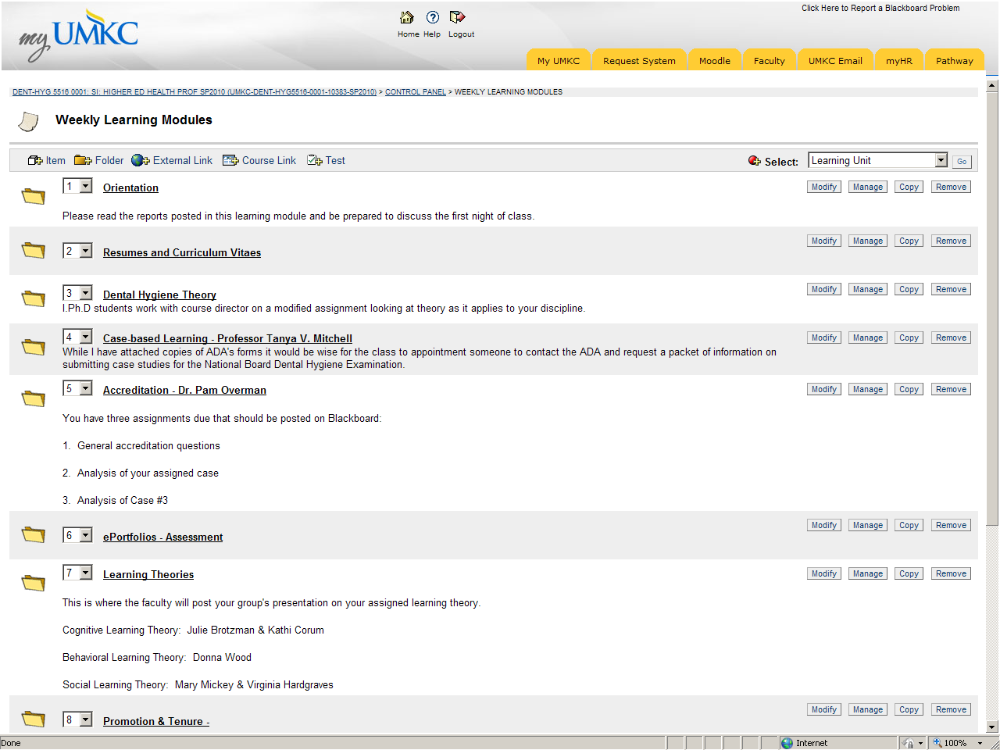 Click Here to Report a Blackboard Problem
my UMKC
Home Help Logout
My UMKC Request System Moodle Faculty UMKC Email myHR Pathway
DENT-HYG 5516 0001: SI: HIGHER ED HEALTH PROF SP2010 (UMKC-DENT-HYG5516-0001-10383-SP2010) > CONTROL PANEL > WEEKLY LEARNING MODULES
Weekly Learning Modules
Item Folder External Link Course Link Test Select: Learning Unit Go
1 Orientation Modify Manage Copy Remove
Please read the reports posted in this learning module and be prepared to discuss the first night of class.
2 Resumes and Curriculum Vitaes Modify Manage Copy Remove
3 Dental Hygiene Theory Modify Manage Copy Remove
I.Ph.D students work with course director on a modified assignment looking at theory as it applies to your discipline.
4 Case-based Learning - Professor Tanya V. Mitchell Modify Manage Copy Remove
While I have attached copies of ADA's forms it would be wise for the class to appointment someone to contact the ADA and request a packet of information on
submitting case studies for the National Board Dental Hygiene Examination.
5 Accreditation - Dr. Pam Overman Modify Manage Copy Remove
You have three assignments due that should be posted on Blackboard:
1. General accreditation questions
2. Analysis of your assigned case
3. Analysis of Case #3
6 ePortfolios - Assessment Modify Manage Copy Remove
7 Learning Theories Modify Manage Copy Remove
This is where the faculty will post your group's presentation on your assigned learning theory.
Cognitive Learning Theory: Julie Brotzman & Kathi Corum
Behavioral Learning Theory: Donna Wood
Social Learning Theory: Mary Mickey & Virginia Hardgraves
8 Promotion & Tenure - Modify Manage Copy Remove
Done Internet 100%